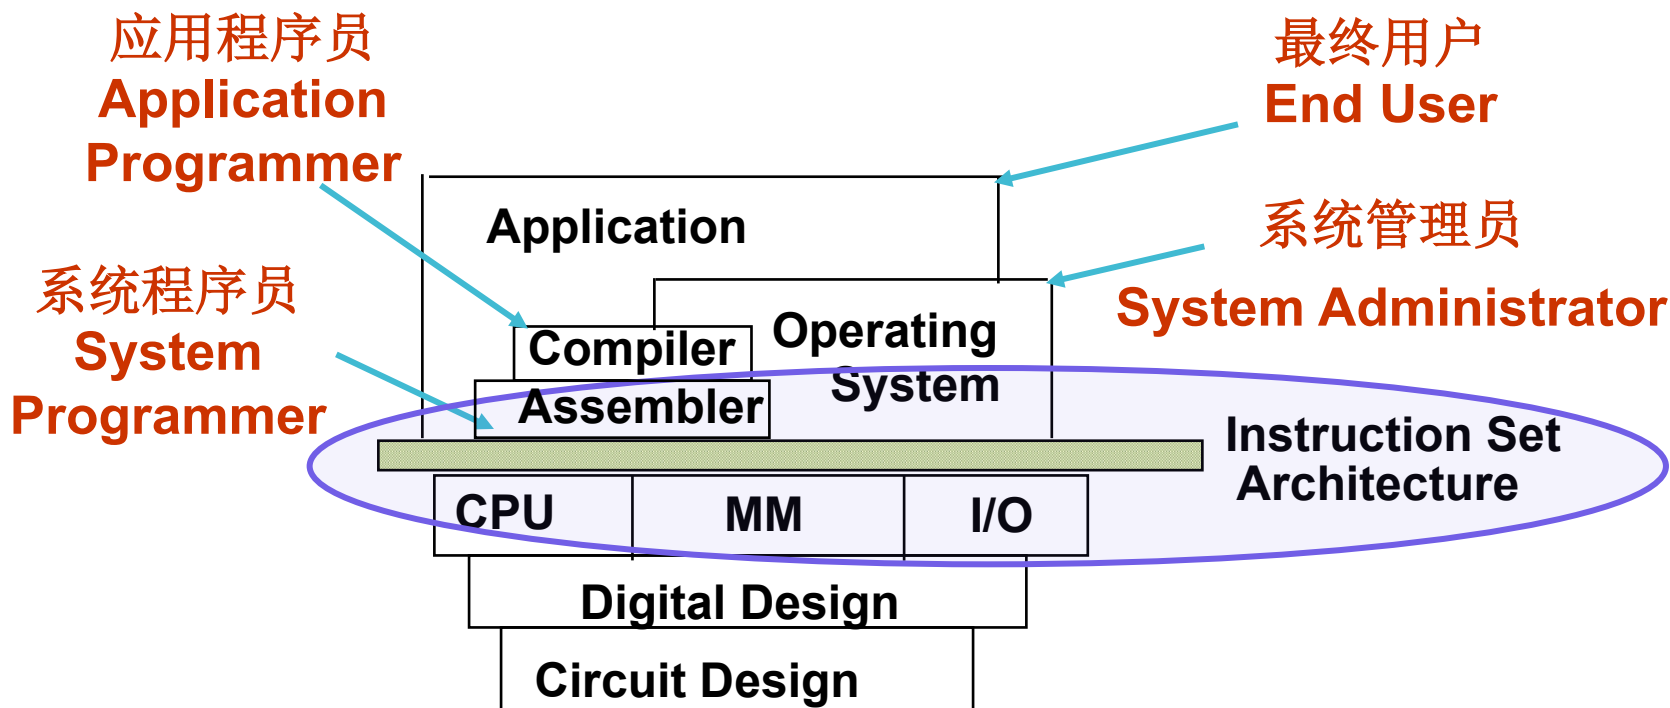 应用程序员
Application
Programmer
最终用户
End User
系统管理员
System Administrator
系统程序员
System
Programmer
Application
Operating
System
Compiler
Assembler
Instruction Set
Architecture
CPU
MM
I/O
Digital Design
Circuit Design